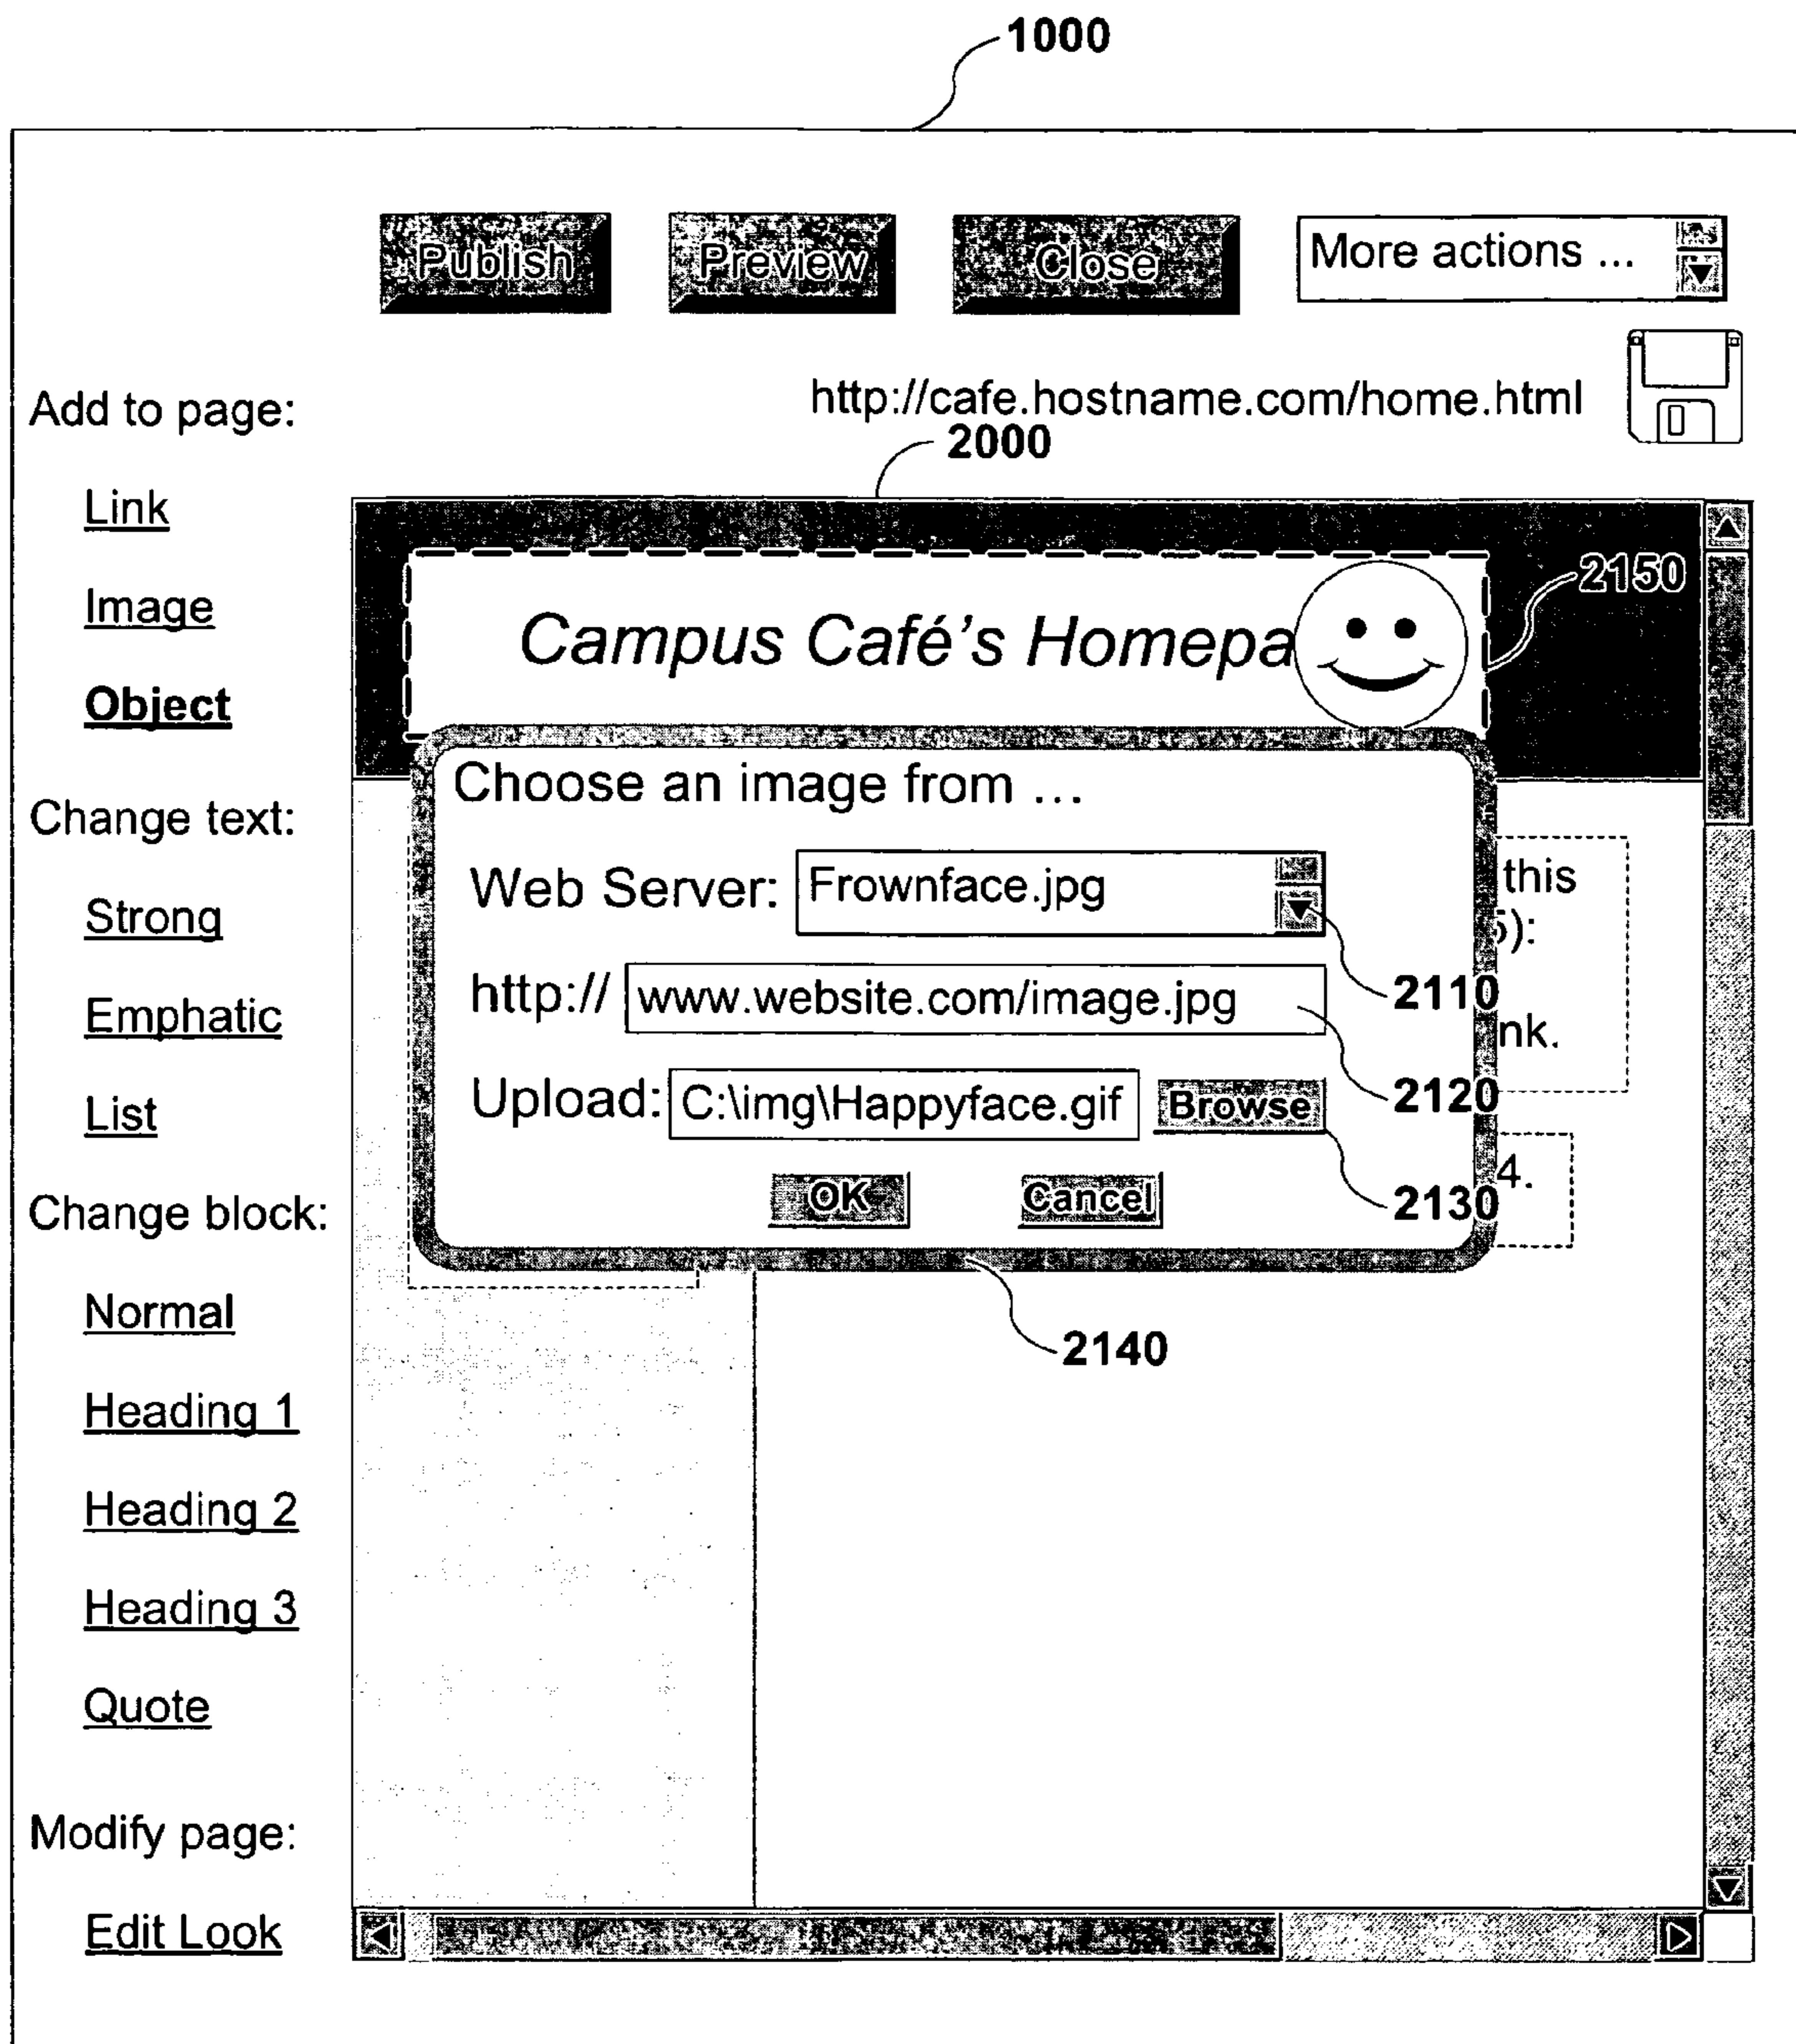 1000
Publish Preview Close More actions ...
Add to page:
http://cafe.hostname.com/home.html
2000
Link
Image
Object
Campus Café's Homepa
2150
Choose an image from ...
Change text:
Web Server: Frownface.jpg
this
5):
Strong
http:// www.website.com/image.jpg
2110
nk.
Emphatic
Upload: C:\img\Happyface.gif Browse
2120
List
OK Cancel
2130
4.
Change block:
2140
Normal
Heading 1
Heading 2
Heading 3
Quote
Modify page:
Edit Look